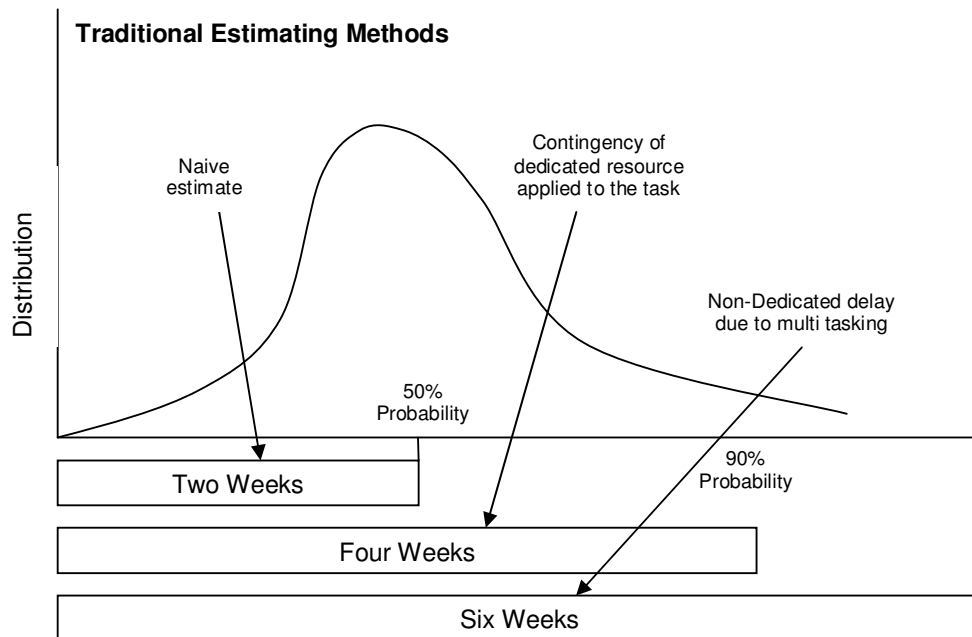 Traditional Estimating Methods
Naive
estimate
Contingency of
dedicated resource
applied to the task
Distribution
Non-Dedicated delay
due to multi tasking
50%
Probability
90%
Probability
Two Weeks
Four Weeks
Six Weeks